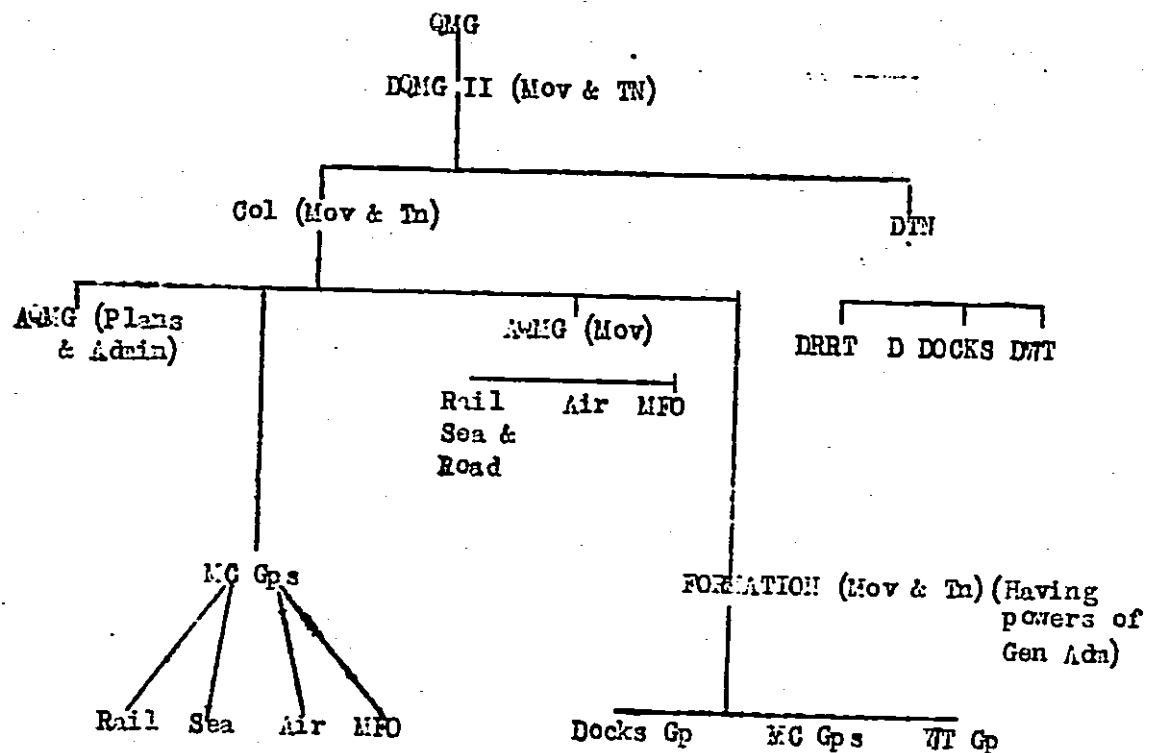 QMG
DQMG II (Mov & TN)
Col (Mov & Tn)
DTN
AQMG (Plans
& Admin)
AQMG (Mov)
DRRT D DOCKS DWT
Rail Air MFO
Sea &
Road
MC Gps
FORMATION (Mov & Tn) (Having
powers of
Gen Adm)
Rail Sea Air MFO
Docks Gp MC Gps WT Gp